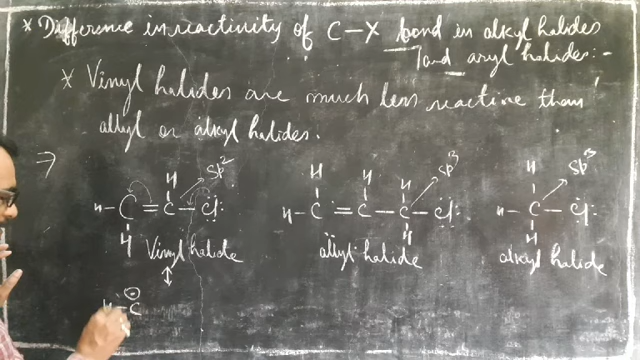 * Difference in reactivity of C-X bond in alkyl halides
and aryl halides:-
* Vinyl halides are much less reactive than
allyl or alkyl halides.
⇒ H sp² H H sp³ H sp³
H-C=C-Cl: H-C=C-C-Cl: H-C-Cl:
H H H
Vinyl halide allyl halide alkyl halide
↕
H-C